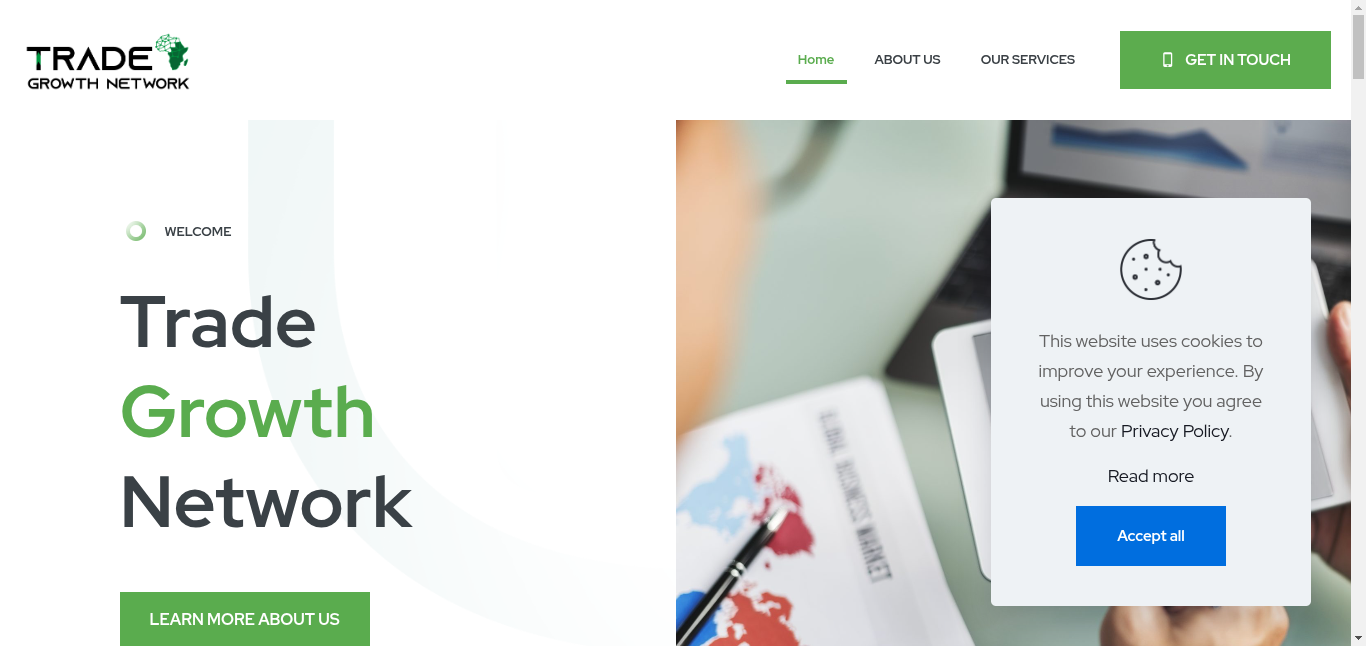 TRADE
GROWTH NETWORK
Home
ABOUT US
OUR SERVICES
GET IN TOUCH
WELCOME
Trade
Growth
Network
LEARN MORE ABOUT US
GLOBAL BUSINESS MARKET
This website uses cookies to
improve your experience. By
using this website you agree
to our Privacy Policy.
Read more
Accept all